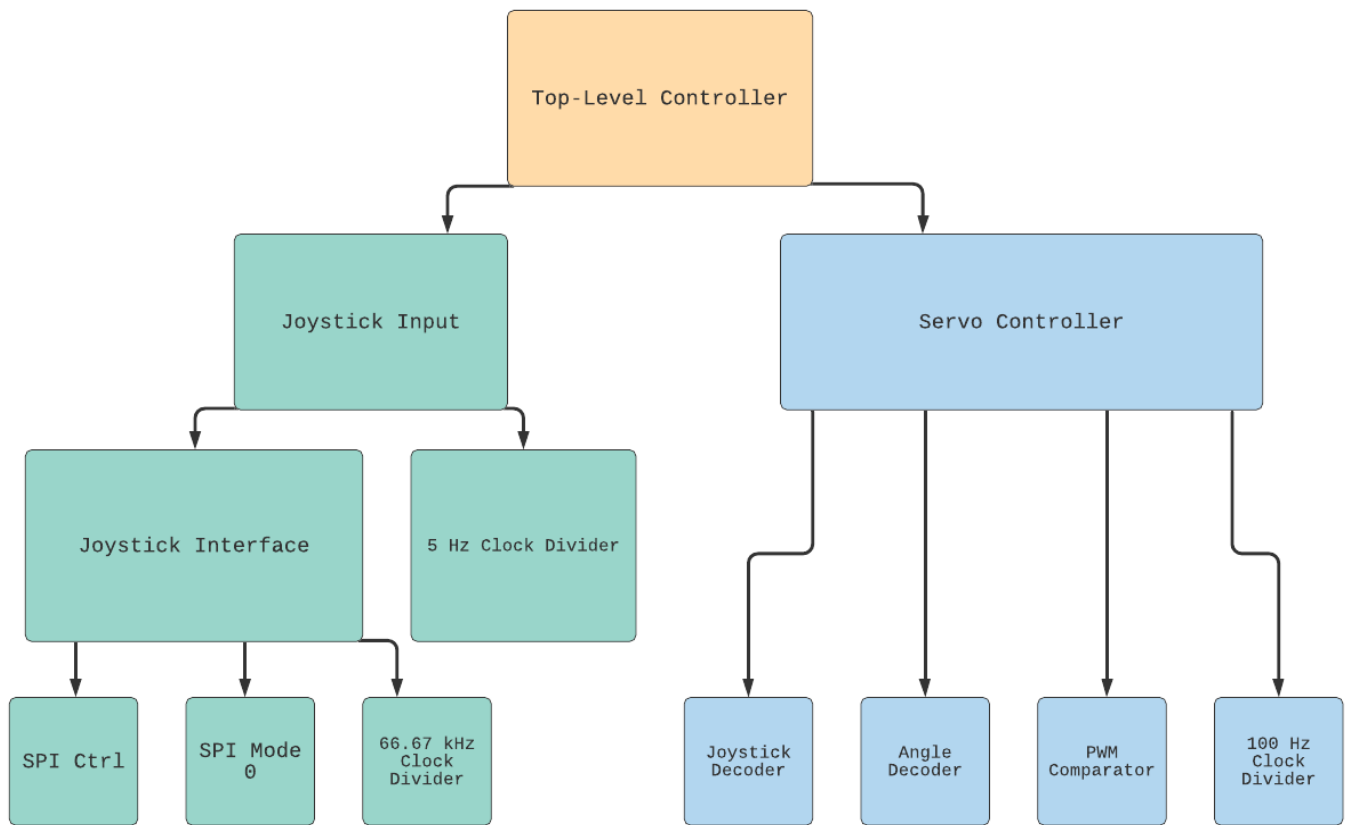 Top-Level Controller
Joystick Input
Servo Controller
Joystick Interface
5 Hz Clock Divider
SPI Ctrl
SPI Mode
0
66.67 kHz
Clock
Divider
Joystick
Decoder
Angle
Decoder
PWM
Comparator
100 Hz
Clock
Divider